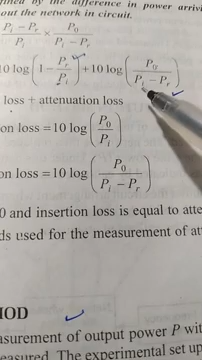 fined by the difference in power arrivi
out the network in circuit.
P_i − P_r / P_i × P_0 / P_i − P_r
10 log (1 − P_r / P_i) + 10 log (P_0 / P_i − P_r)
loss + attenuation loss
on loss = 10 log (P_0 / P_i)
on loss = 10 log (P_0 / P_i − P_r)
0 and insertion loss is equal to atte
ds used for the measurement of at
IOD
asurement of output power P wit
easured. The experimental set up